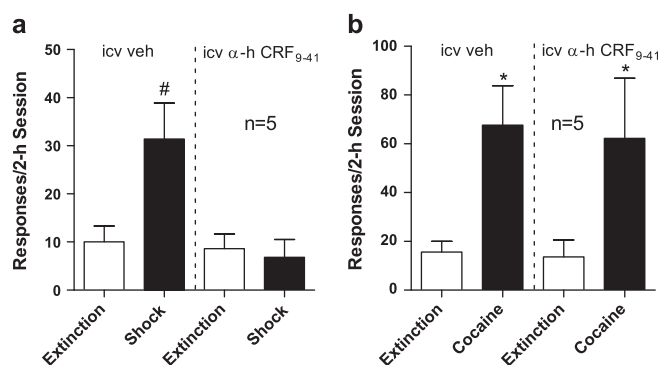 a
icv veh
icv α-h CRF9-41
#
n=5
Responses/2-h Session
50
40
30
20
10
0
Extinction
Shock
Extinction
Shock
b
icv veh
icv α-h CRF9-41
*
*
n=5
Responses/2-h Session
100
80
60
40
20
0
Extinction
Cocaine
Extinction
Cocaine